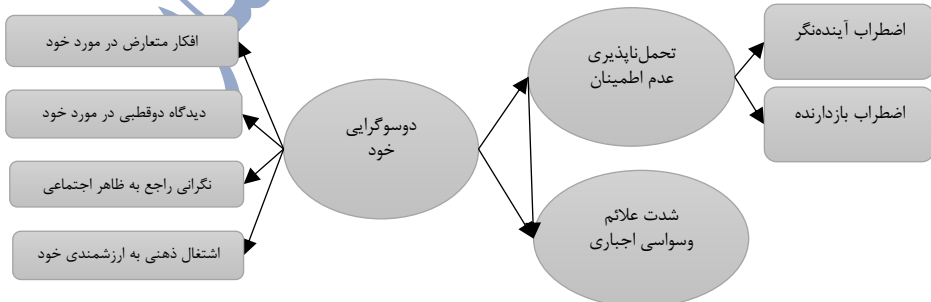 افکار متعارض در مورد خود
دیدگاه دوقطبی در مورد خود
نگرانی راجع به ظاهر اجتماعی
اشتغال ذهنی به ارزشمندی خود
دوسوگرایی
خود
تحمل‌ناپذیری
عدم اطمینان
شدت علائم
وسواسی اجباری
اضطراب آینده‌نگر
اضطراب بازدارنده